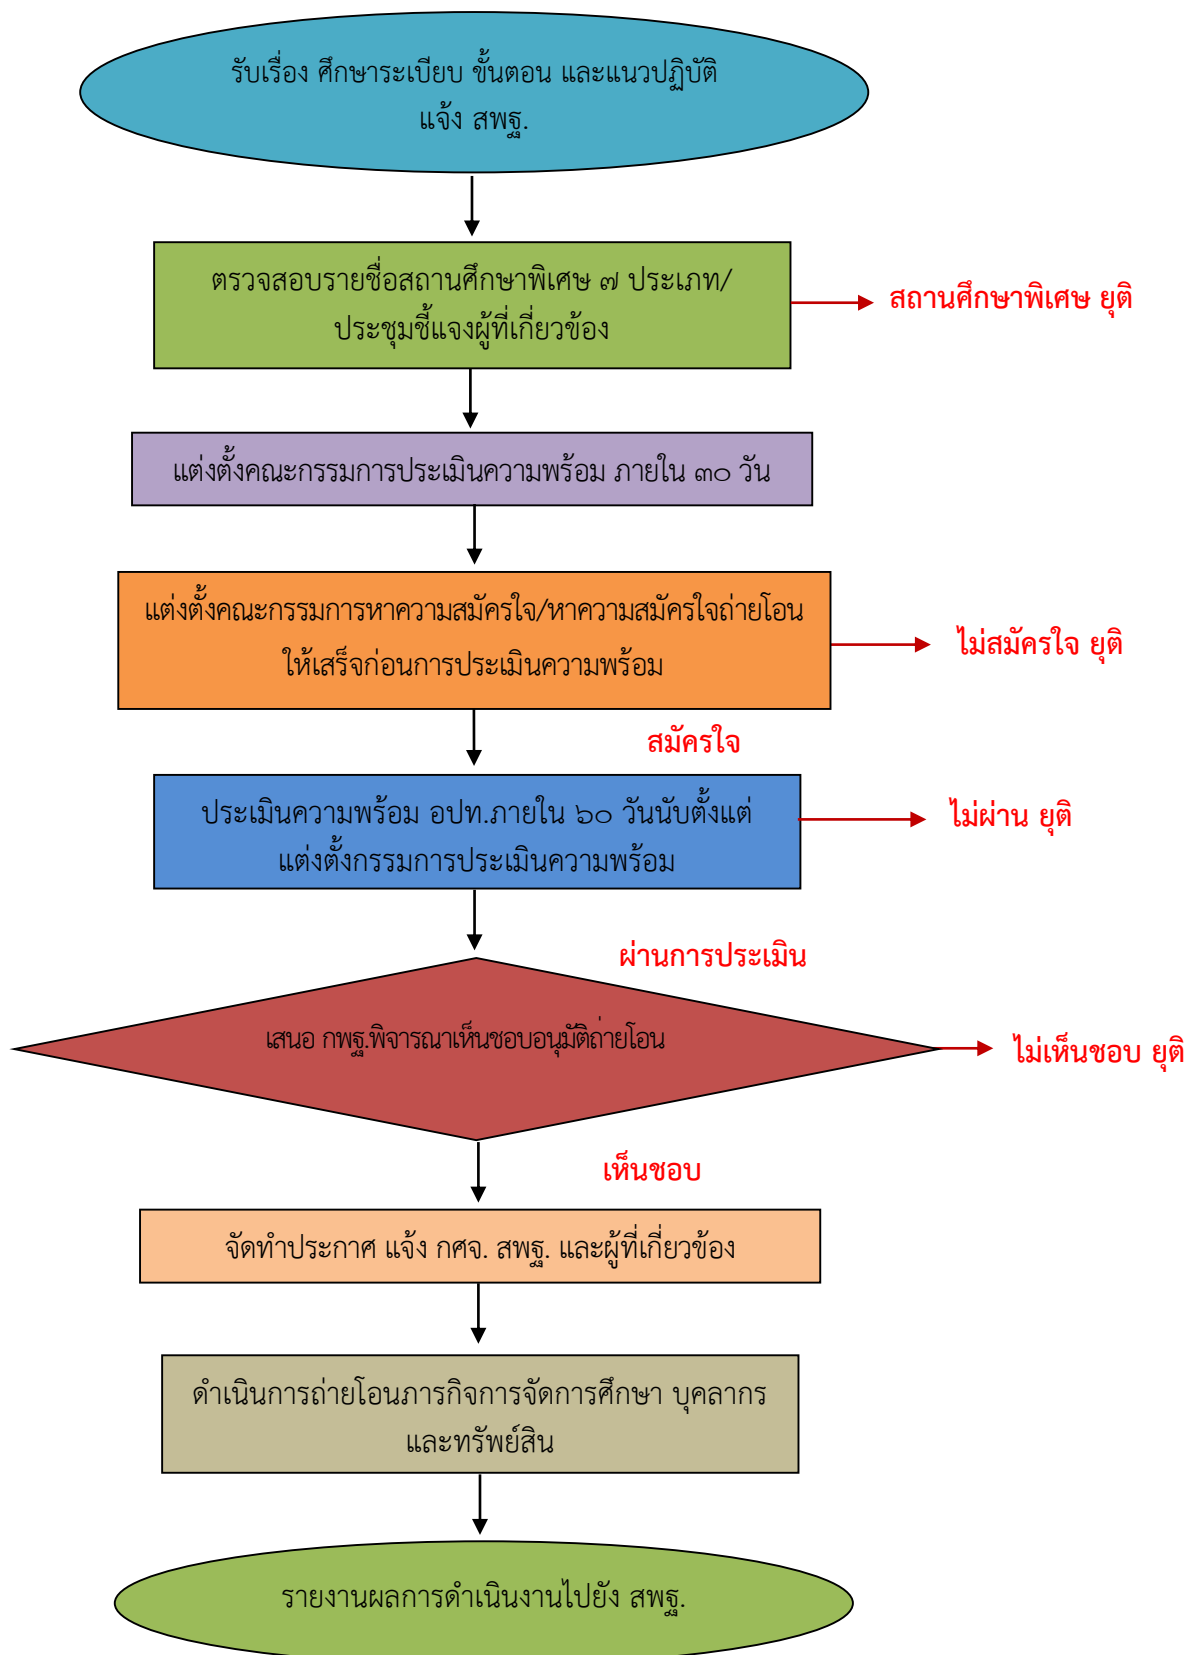 รับเรื่อง ศึกษาระเบียบ ขั้นตอน และแนวปฏิบัติ
แจ้ง สพฐ.
ตรวจสอบรายชื่อสถานศึกษาพิเศษ ๗ ประเภท/
ประชุมชี้แจงผู้ที่เกี่ยวข้อง
สถานศึกษาพิเศษ ยุติ
แต่งตั้งคณะกรรมการประเมินความพร้อม ภายใน ๓๐ วัน
แต่งตั้งคณะกรรมการหาความสมัครใจ/หาความสมัครใจถ่ายโอน
ให้เสร็จก่อนการประเมินความพร้อม
ไม่สมัครใจ ยุติ
สมัครใจ
ประเมินความพร้อม อปท.ภายใน ๖๐ วันนับตั้งแต่
แต่งตั้งกรรมการประเมินความพร้อม
ไม่ผ่าน ยุติ
ผ่านการประเมิน
เสนอ กพฐ.พิจารณาเห็นชอบอนุมัติถ่ายโอน
ไม่เห็นชอบ ยุติ
เห็นชอบ
จัดทำประกาศ แจ้ง กศจ. สพฐ. และผู้ที่เกี่ยวข้อง
ดำเนินการถ่ายโอนภารกิจการจัดการศึกษา บุคลากร
และทรัพย์สิน
รายงานผลการดำเนินงานไปยัง สพฐ.